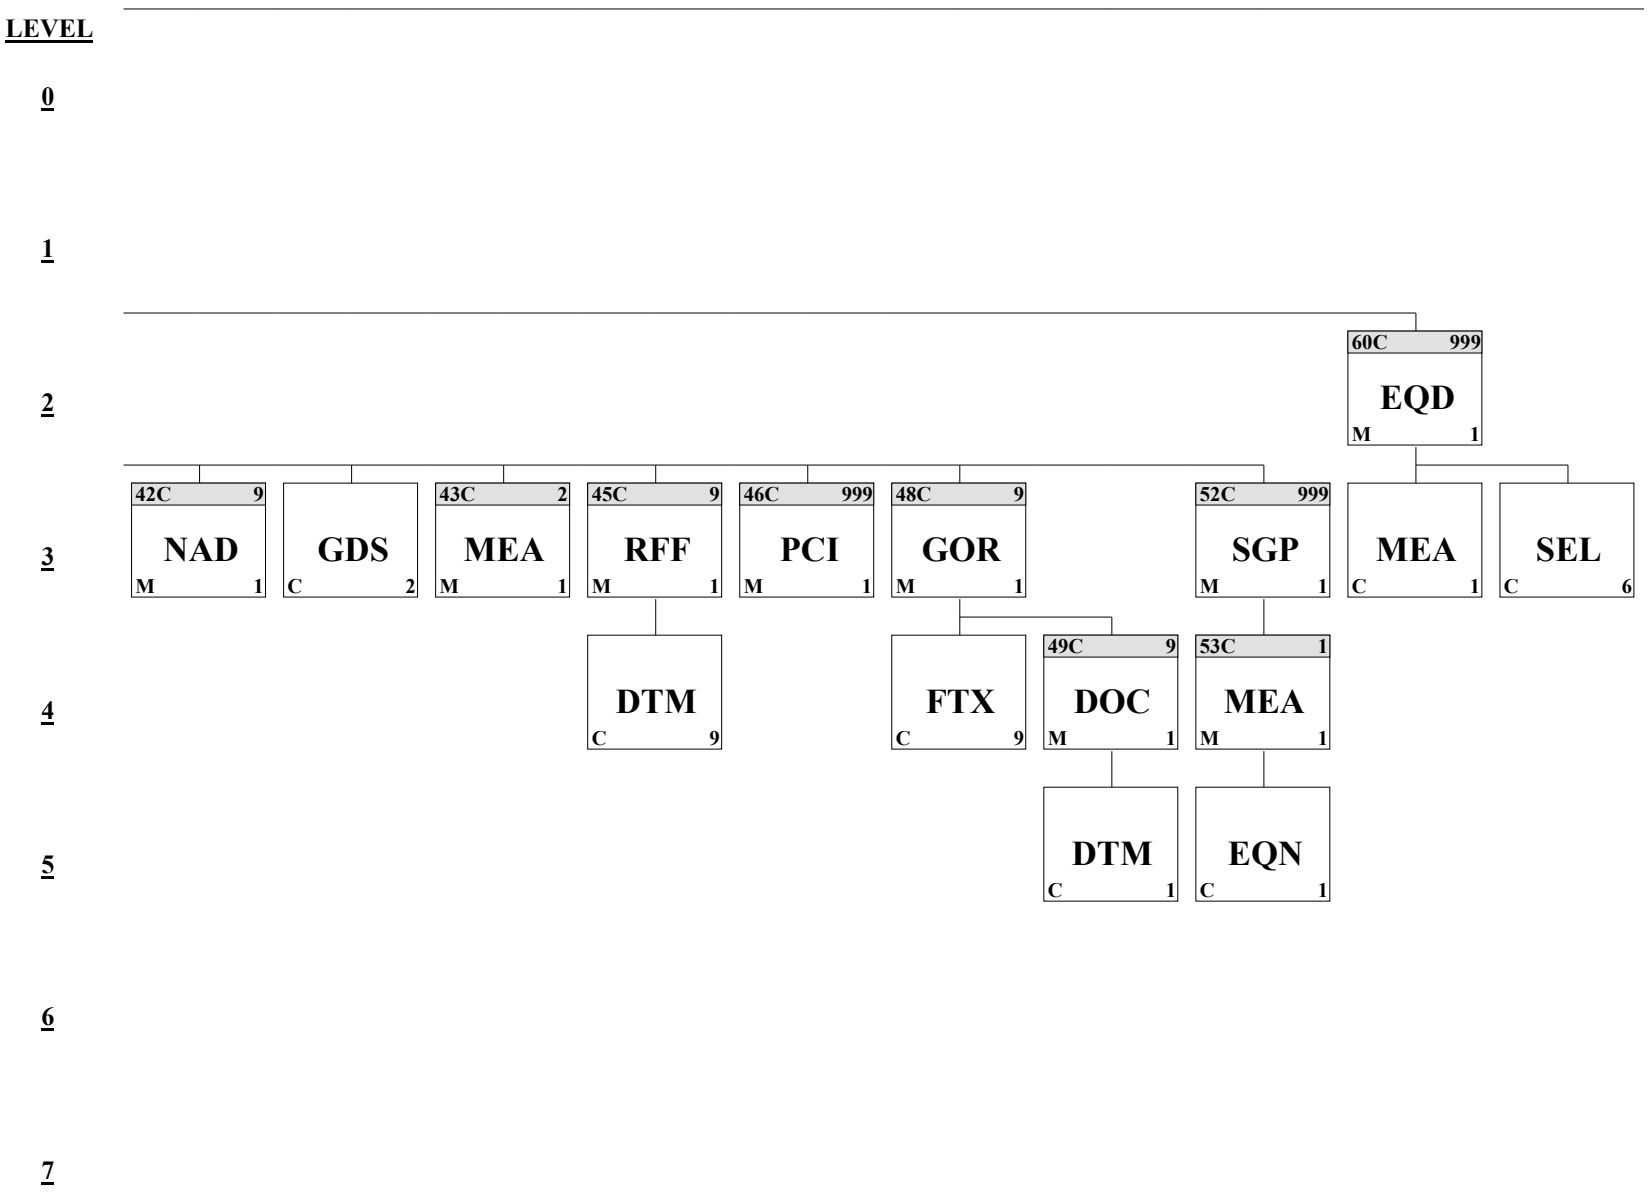 LEVEL
0
1
60C 999
2 EQD
M 1
42C 9 43C 2 45C 9 46C 999 48C 9 52C 999
3 NAD GDS MEA RFF PCI GOR SGP MEA SEL
M 1 C 2 M 1 M 1 M 1 M 1 M 1 C 1 C 6
49C 9 53C 1
4 DTM FTX DOC MEA
C 9 C 9 M 1 M 1
5 DTM EQN
C 1 C 1
6
7